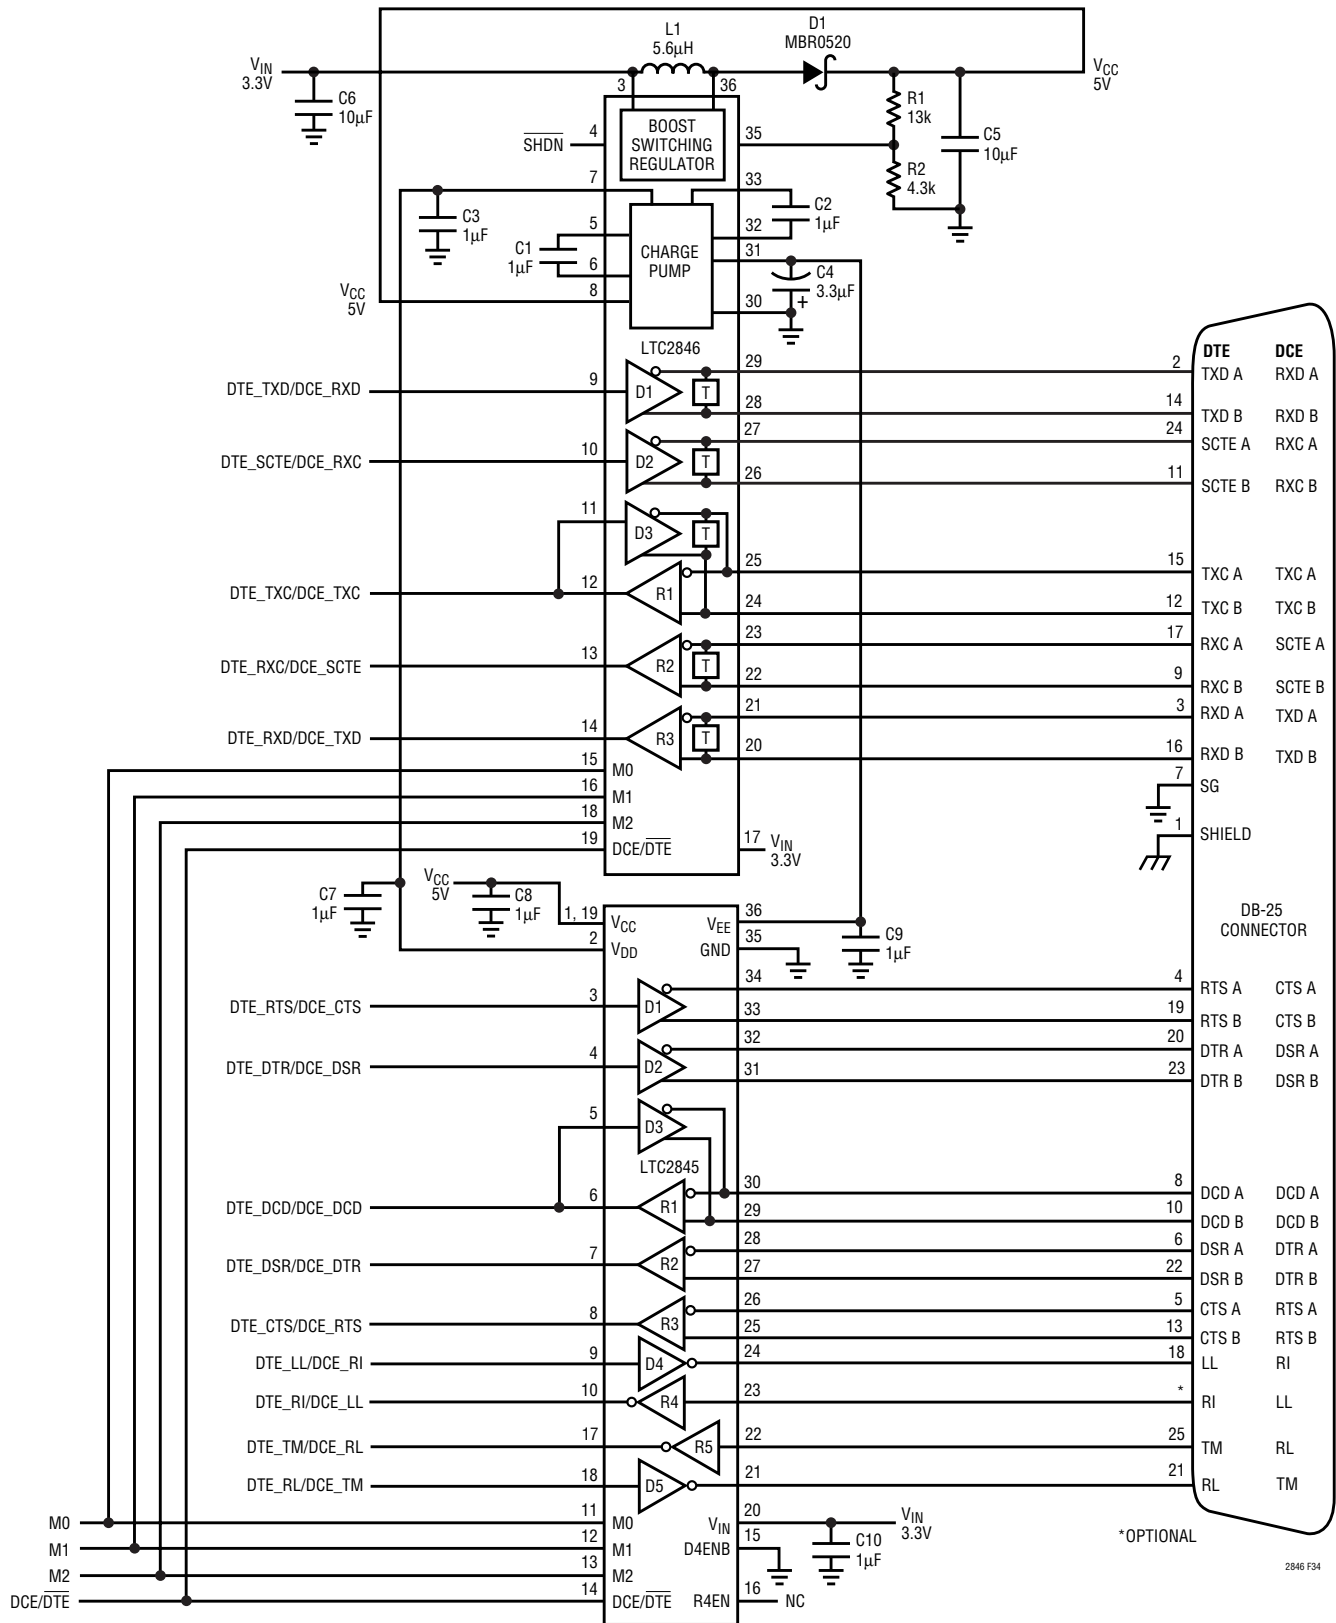 L1
5.6µH
D1
MBR0520
VIN
3.3V
C6
10µF
3
36
BOOST
SWITCHING
REGULATOR
4
SHDN
35
R1
13k
R2
4.3k
C5
10µF
VCC
5V
7
33
C3
1µF
C2
1µF
5
32
C1
1µF
CHARGE
PUMP
31
6
C4
3.3µF
+
8
VCC
5V
30
LTC2846
DTE_TXD/DCE_RXD
9
D1
T
29
28
DTE_SCTE/DCE_RXC
10
D2
T
27
26
11
D3
T
DTE_TXC/DCE_TXC
12
R1
25
24
DTE_RXC/DCE_SCTE
13
R2
T
23
22
DTE_RXD/DCE_TXD
14
R3
T
21
20
15
M0
16
M1
18
M2
19
DCE/DTE
17
VIN
3.3V
DTE DCE
2 TXD A RXD A
14 TXD B RXD B
24 SCTE A RXC A
11 SCTE B RXC B
15 TXC A TXC A
12 TXC B TXC B
17 RXC A SCTE A
9 RXC B SCTE B
3 RXD A TXD A
16 RXD B TXD B
7 SG
1 SHIELD
DB-25
CONNECTOR
C7
1µF
VCC
5V
C8
1µF
1, 19
VCC
2
VDD
VEE
36
GND
35
C9
1µF
DTE_RTS/DCE_CTS
3
D1
34
33
4 RTS A CTS A
19 RTS B CTS B
DTE_DTR/DCE_DSR
4
D2
32
31
20 DTR A DSR A
23 DTR B DSR B
5
D3
LTC2845
DTE_DCD/DCE_DCD
6
R1
30
29
8 DCD A DCD A
10 DCD B DCD B
DTE_DSR/DCE_DTR
7
R2
28
27
6 DSR A DTR A
22 DSR B DTR B
DTE_CTS/DCE_RTS
8
R3
26
25
5 CTS A RTS A
13 CTS B RTS B
DTE_LL/DCE_RI
9
D4
24
18 LL RI
DTE_RI/DCE_LL
10
R4
23
* RI LL
DTE_TM/DCE_RL
17
R5
22
25 TM RL
DTE_RL/DCE_TM
18
D5
21
21 RL TM
M0
11
M0
VIN
20
VIN
3.3V
M1
12
M1
D4ENB
15
C10
1µF
M2
13
M2
DCE/DTE
14
DCE/DTE
R4EN
16
NC
*OPTIONAL
2846 F34